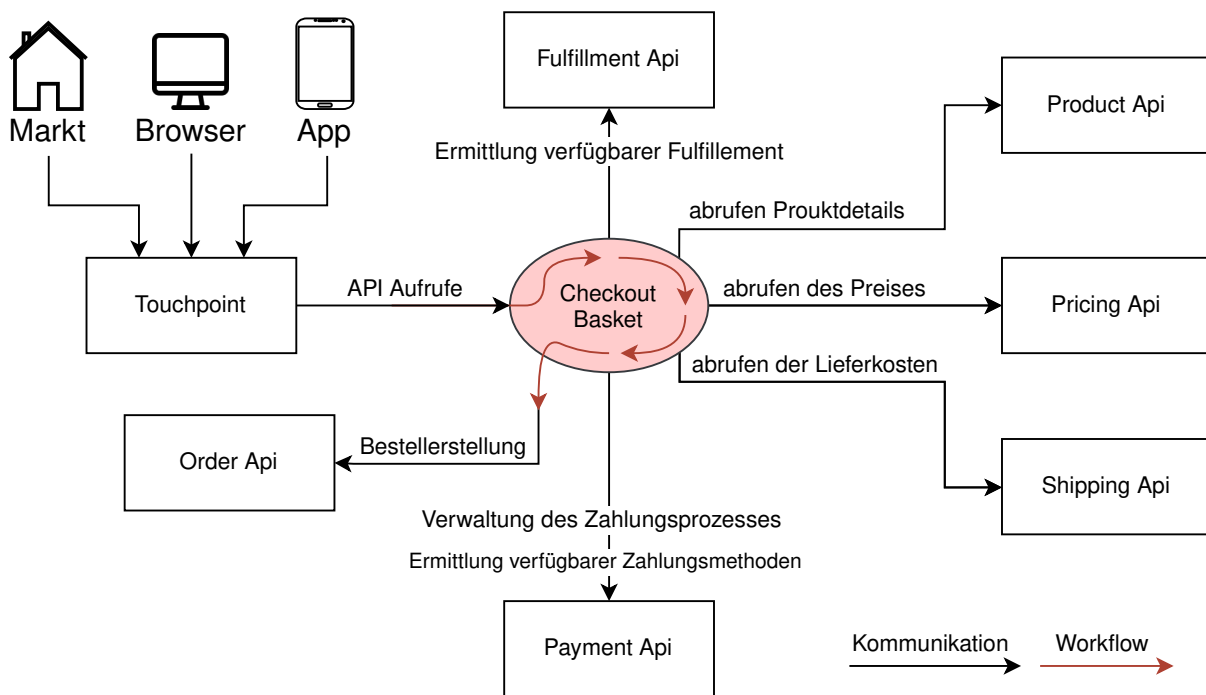 Fulfillment Api
Product Api
Markt
Browser
App
Ermittlung verfügbarer Fulfillement
abrufen Prouktdetails
Touchpoint
API Aufrufe
Checkout
Basket
abrufen des Preises
Pricing Api
abrufen der Lieferkosten
Order Api
Bestellerstellung
Shipping Api
Verwaltung des Zahlungsprozesses
Ermittlung verfügbarer Zahlungsmethoden
Payment Api
Kommunikation
Workflow